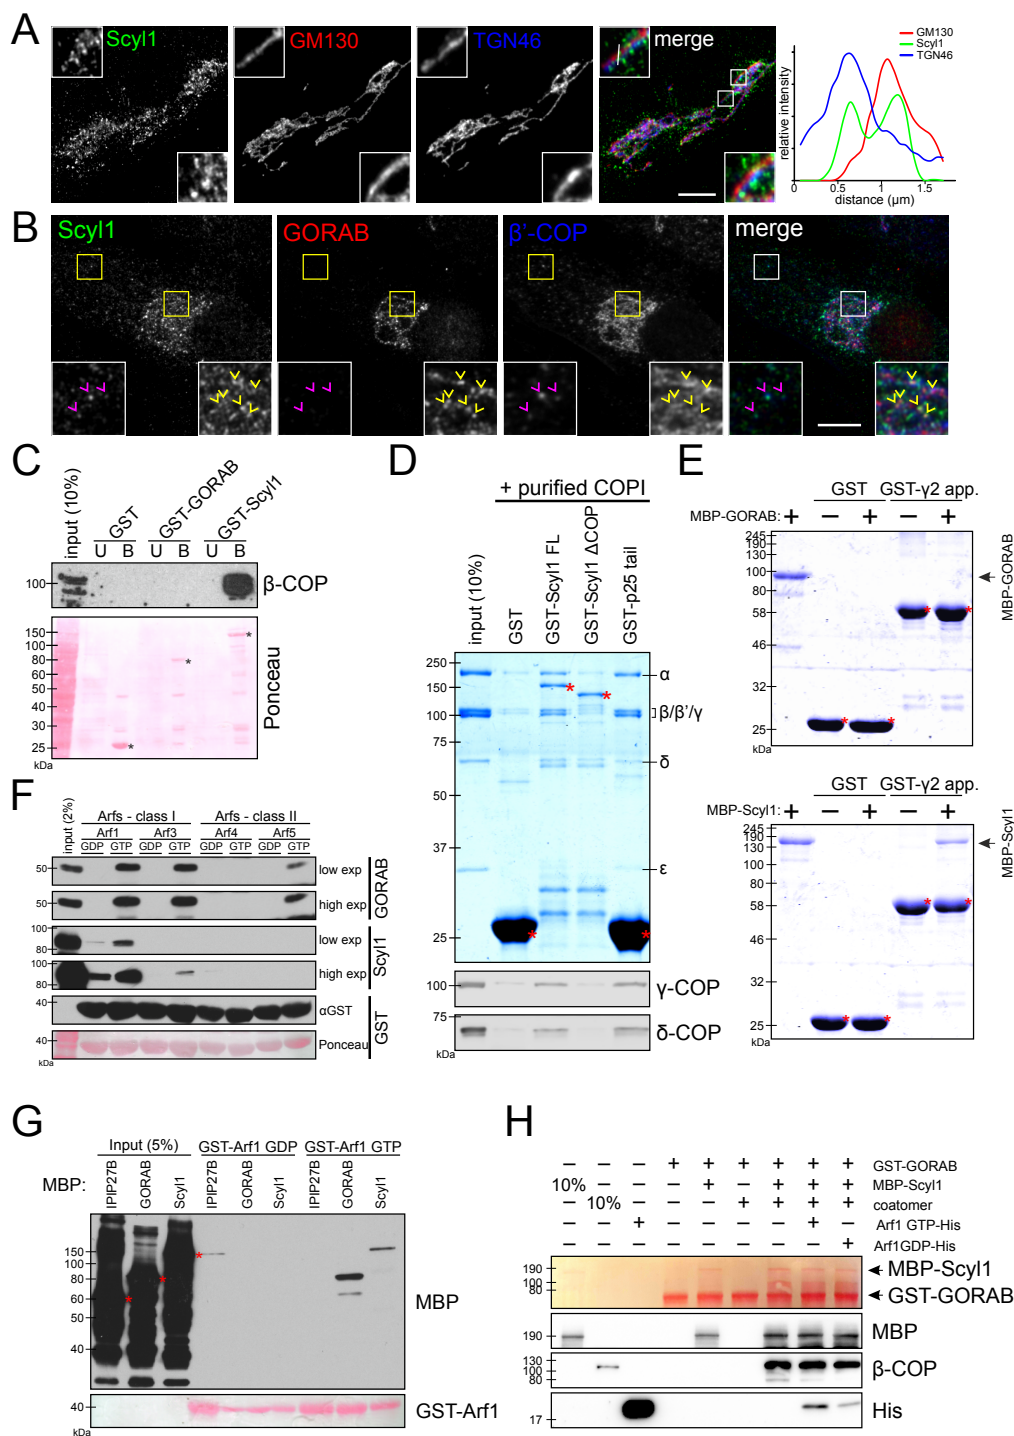 A
Scyl1
GM130
TGN46
merge
GM130
Scyl1
TGN46
relative intensity
0.5 1 1.5
distance (µm)
B
Scyl1
GORAB
β'-COP
merge
C
input (10%)
GST
GST-GORAB
GST-Scyl1
U B U B U B
100
β-COP
150
100
80
60
50
40
30
25
kDa
* * *
Ponceau
D
+ purified COPI
input (10%)
GST
GST-Scyl1 FL
GST-Scyl1 ΔCOP
GST-p25 tail
250
150
100
75
50
37
25
α
β/β'/γ
δ
ε
* * * *
100
γ-COP
75
δ-COP
kDa
E
GST GST-γ2 app.
MBP-GORAB: + − + − +
245
190
130
100
80
58
46
32
25
kDa
MBP-GORAB
GST GST-γ2 app.
MBP-Scyl1: + − + − +
245
190
130
100
80
58
46
32
25
kDa
MBP-Scyl1
F
input (2%)
Arfs - class I Arfs - class II
Arf1 Arf3 Arf4 Arf5
GDP GTP GDP GTP GDP GTP GDP GTP
50 low exp
50 high exp
GORAB
100
80 low exp
100
80 high exp
Scyl1
40 αGST
40 Ponceau
GST
kDa
G
Input (5%) GST-Arf1 GDP GST-Arf1 GTP
MBP: IPIP27B GORAB Scyl1 IPIP27B GORAB Scyl1 IPIP27B GORAB Scyl1
150
100
80
60
50
40
MBP
40
GST-Arf1
kDa
H
− − − + + + + + + GST-GORAB
10% − − − + − + + + MBP-Scyl1
− 10% − − − + + + + coatomer
− − + − − − − + − Arf1 GTP-His
− − − − − − − − + Arf1GDP-His
190
100
80
MBP-Scyl1
GST-GORAB
190
MBP
130
100
80
β-COP
17
His
kDa